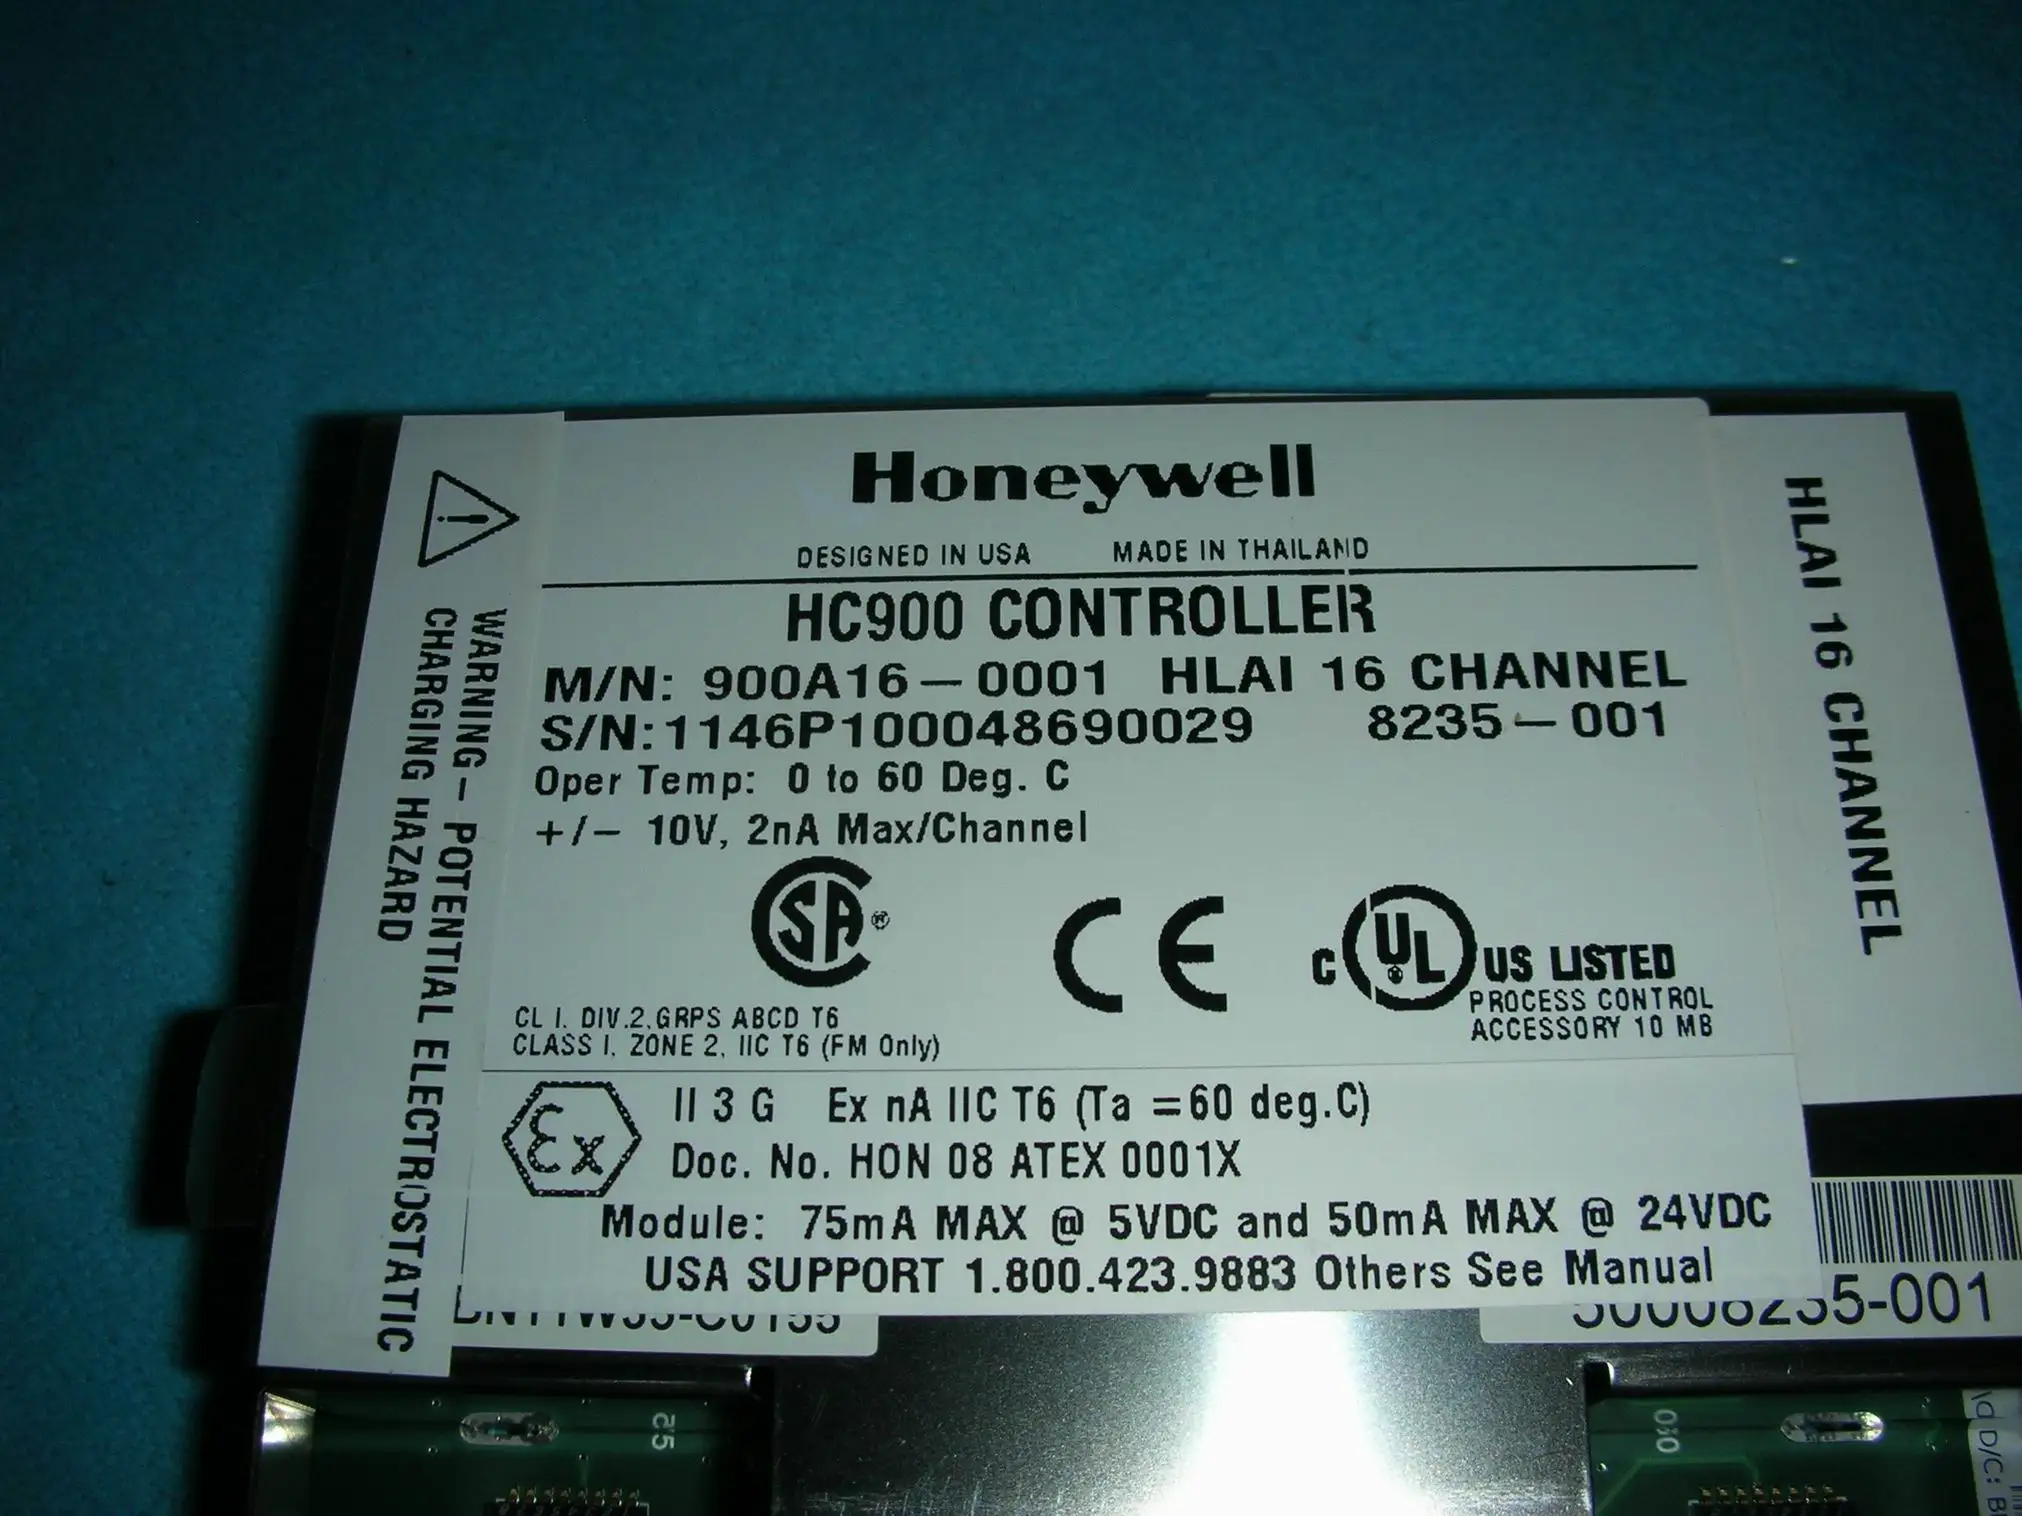 Honeywell
DESIGNED IN USA MADE IN THAILAND
HC900 CONTROLLER
M/N: 900A16-0001 HLAI 16 CHANNEL
S/N:1146P100048690029 8235-001
Oper Temp: 0 to 60 Deg. C
+/- 10V, 2nA Max/Channel
SA
CE
c UL US LISTED
PROCESS CONTROL
ACCESSORY 10 MB
CL I. DIV.2.GRPS ABCD T6
CLASS I, ZONE 2, IIC T6 (FM Only)
Ex II 3 G Ex nA IIC T6 (Ta =60 deg.C)
Doc. No. HON 08 ATEX 0001X
Module: 75mA MAX @ 5VDC and 50mA MAX @ 24VDC
USA SUPPORT 1.800.423.9883 Others See Manual
WARNING- POTENTIAL ELECTROSTATIC
CHARGING HAZARD
HLAI 16 CHANNEL
50008235-001
D/C: